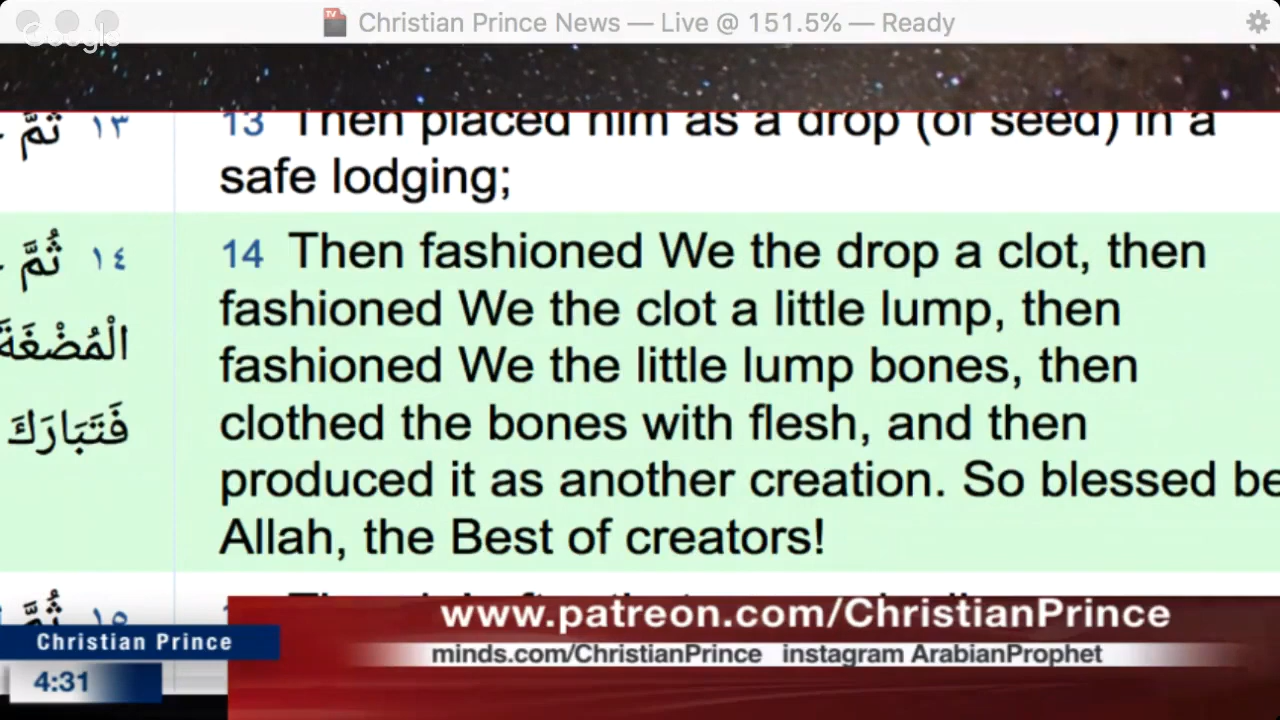 Christian Prince News — Live @ 151.5% — Ready
Google
١٣ ثُمَّ
13 Then placed him as a drop (of seed) in a
safe lodging;
١٤ ثُمَّ
الْمُضْغَةَ
فَتَبَارَكَ
14 Then fashioned We the drop a clot, then
fashioned We the clot a little lump, then
fashioned We the little lump bones, then
clothed the bones with flesh, and then
produced it as another creation. So blessed be
Allah, the Best of creators!
١٥ ثُمَّ
www.patreon.com/ChristianPrince
minds.com/ChristianPrince instagram ArabianProphet
Christian Prince
4:31